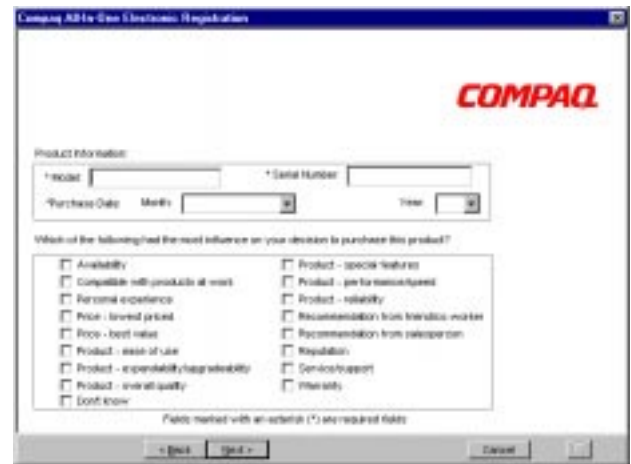 Compaq All-In-One Electronic Registration
COMPAQ
Product Information:
*Model: *Serial Number:
*Purchase Date: Month: Year:
Which of the following had the most influence on your decision to purchase this product?
Availability Product - special features
Compatible with products at work Product - performance/speed
Personal experience Product - reliability
Price - lowest priced Recommendation from friend/co-worker
Price - best value Recommendation from salesperson
Product - ease of use Reputation
Product - expandability/upgradeability Service/support
Product - overall quality Warranty
Don't know
Fields marked with an asterisk (*) are required fields
< Back Next > Cancel